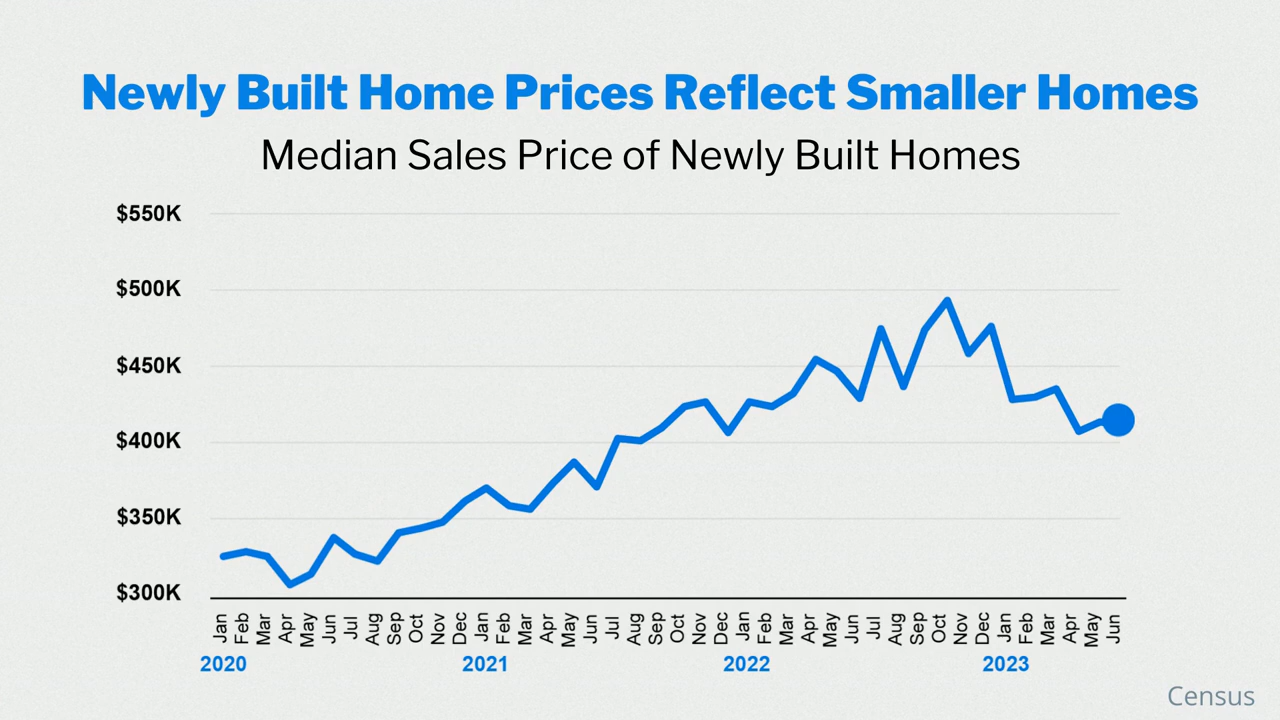 Newly Built Home Prices Reflect Smaller Homes
Median Sales Price of Newly Built Homes
$550K
$500K
$450K
$400K
$350K
$300K
Jan Feb Mar Apr May Jun Jul Aug Sep Oct Nov Dec Jan Feb Mar Apr May Jun Jul Aug Sep Oct Nov Dec Jan Feb Mar Apr May Jun Jul Aug Sep Oct Nov Dec Jan Feb Mar Apr May Jun
2020 2021 2022 2023
Census